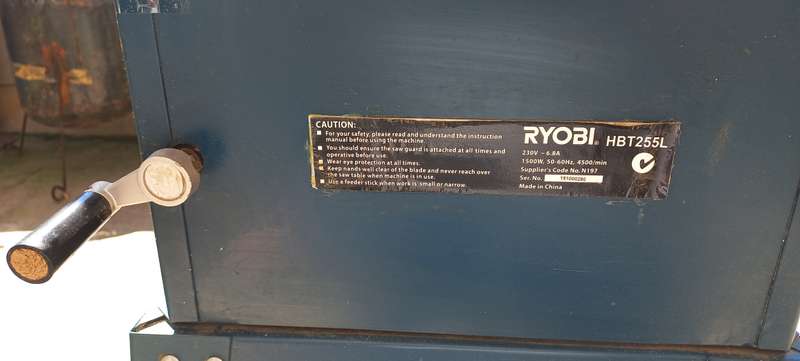 CAUTION:
For your safety, please read and understand the instruction
manual before using the machine.
You should ensure the saw guard is attached at all times and
operative before use.
Wear eye protection at all times.
Keep hands well clear of the blade and never reach over
the saw table when machine is in use.
Use a feeder stick when work is small or narrow.
RYOBI HBT255L
230V ~ 6.8A
1500W, 50-60Hz, 4500/min
Supplier's Code No. N197
Ser. No. 191000280
Made in China